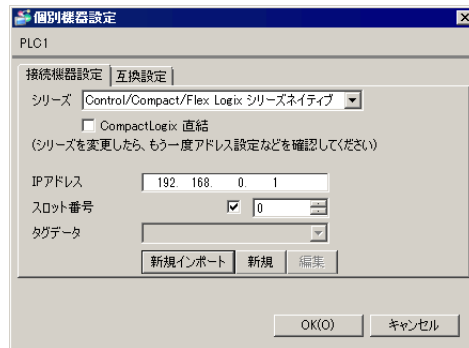 個別機器設定
PLC1
接続機器設定 互換設定
シリーズ Control/Compact/Flex Logix シリーズネイティブ
CompactLogix 直結
(シリーズを変更したら、もう一度アドレス設定などを確認してください)
IPアドレス 192. 168. 0. 1
スロット番号 0
タグデータ
新規インポート 新規 編集
OK(O) キャンセル